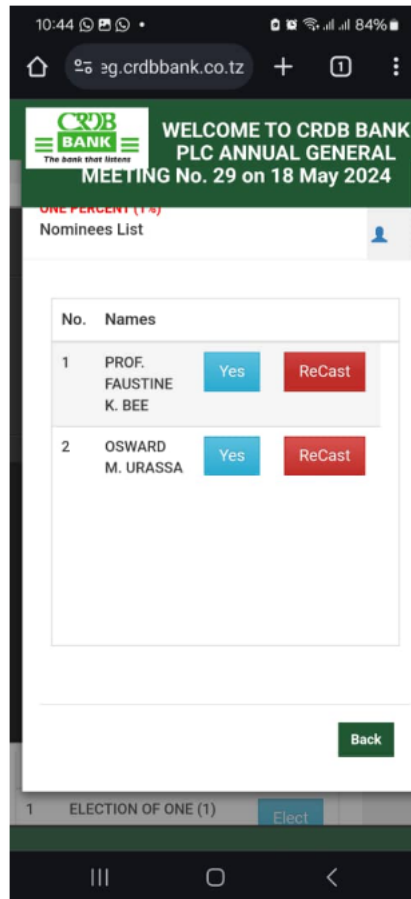 10:44
84%
eg.crdbbank.co.tz
1
CRDB
BANK
The bank that listens
WELCOME TO CRDB BANK
PLC ANNUAL GENERAL
MEETING No. 29 on 18 May 2024
ONE PERCENT (1%)
Nominees List
No. Names
1 PROF. Yes ReCast
FAUSTINE
K. BEE
2 OSWARD Yes ReCast
M. URASSA
Back
1 ELECTION OF ONE (1) Elect